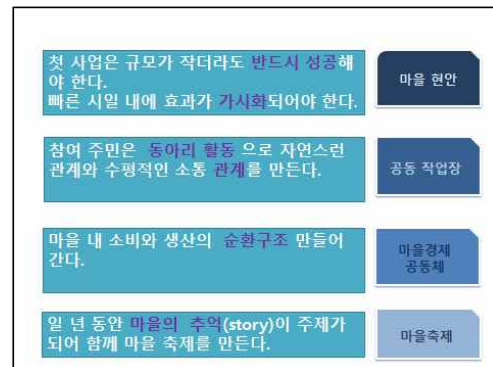 첫 사업은 규모가 작더라도 반드시 성공해
야 한다.
빠른 시일 내에 효과가 가시화되어야 한다.
마을 현안
참여 주민은 동아리 활동 으로 자연스런
관계와 수평적인 소통 관계를 만든다.
공동 작업장
마을 내 소비와 생산의 순환구조 만들어
간다.
마을경제
공동체
일 년 동안 마을의 추억(story)이 주제가
되어 함께 마을 축제를 만든다.
마을축제